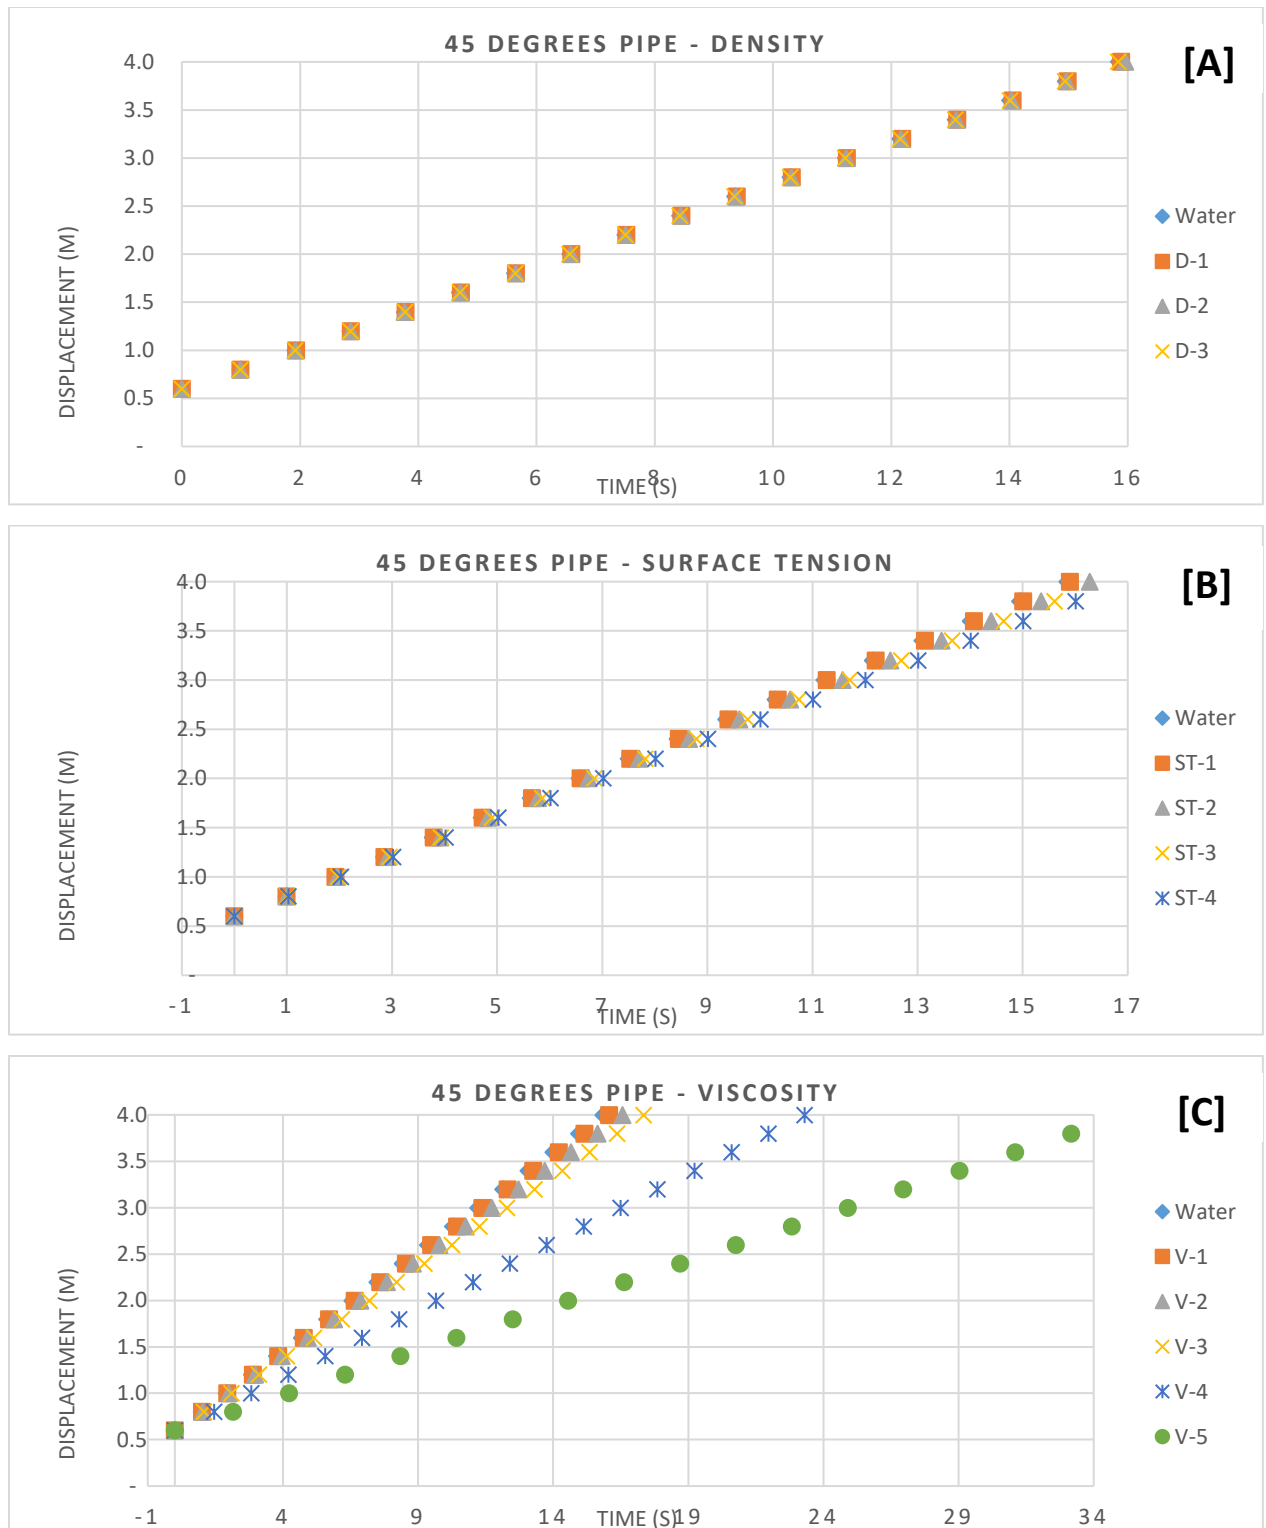 45 DEGREES PIPE - DENSITY
[A]
4.0
3.5
3.0
2.5
2.0
1.5
1.0
0.5
-
DISPLACEMENT (M)
0 2 4 6 8 10 12 14 16
TIME (S)
Water
D-1
D-2
D-3
45 DEGREES PIPE - SURFACE TENSION
[B]
4.0
3.5
3.0
2.5
2.0
1.5
1.0
0.5
-
DISPLACEMENT (M)
-1 1 3 5 7 9 11 13 15 17
TIME (S)
Water
ST-1
ST-2
ST-3
ST-4
45 DEGREES PIPE - VISCOSITY
[C]
4.0
3.5
3.0
2.5
2.0
1.5
1.0
0.5
-
DISPLACEMENT (M)
-1 4 9 14 19 24 29 34
TIME (S)
Water
V-1
V-2
V-3
V-4
V-5